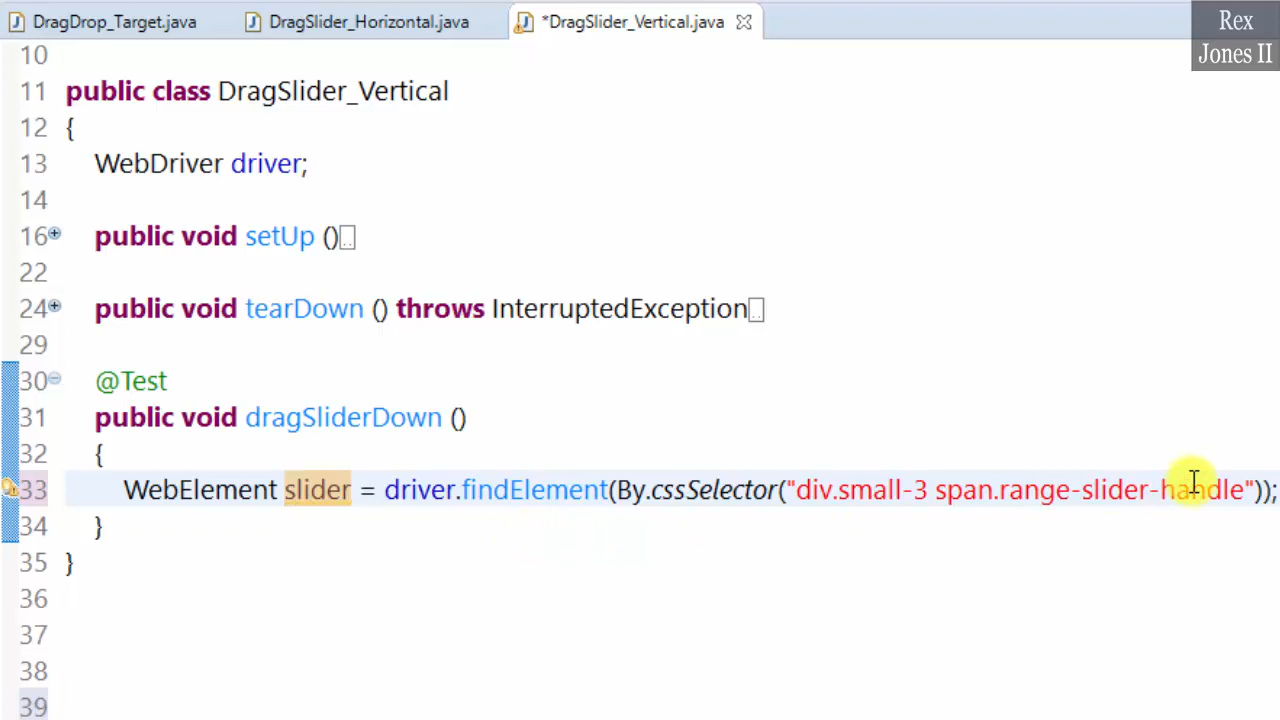 DragDrop_Target.java DragSlider_Horizontal.java *DragSlider_Vertical.java
Rex
Jones II
10
11 public class DragSlider_Vertical
12 {
13 WebDriver driver;
14
16 public void setUp ()
22
24 public void tearDown () throws InterruptedException
29
30 @Test
31 public void dragSliderDown ()
32 {
33 WebElement slider = driver.findElement(By.cssSelector("div.small-3 span.range-slider-handle"));
34 }
35 }
36
37
38
39